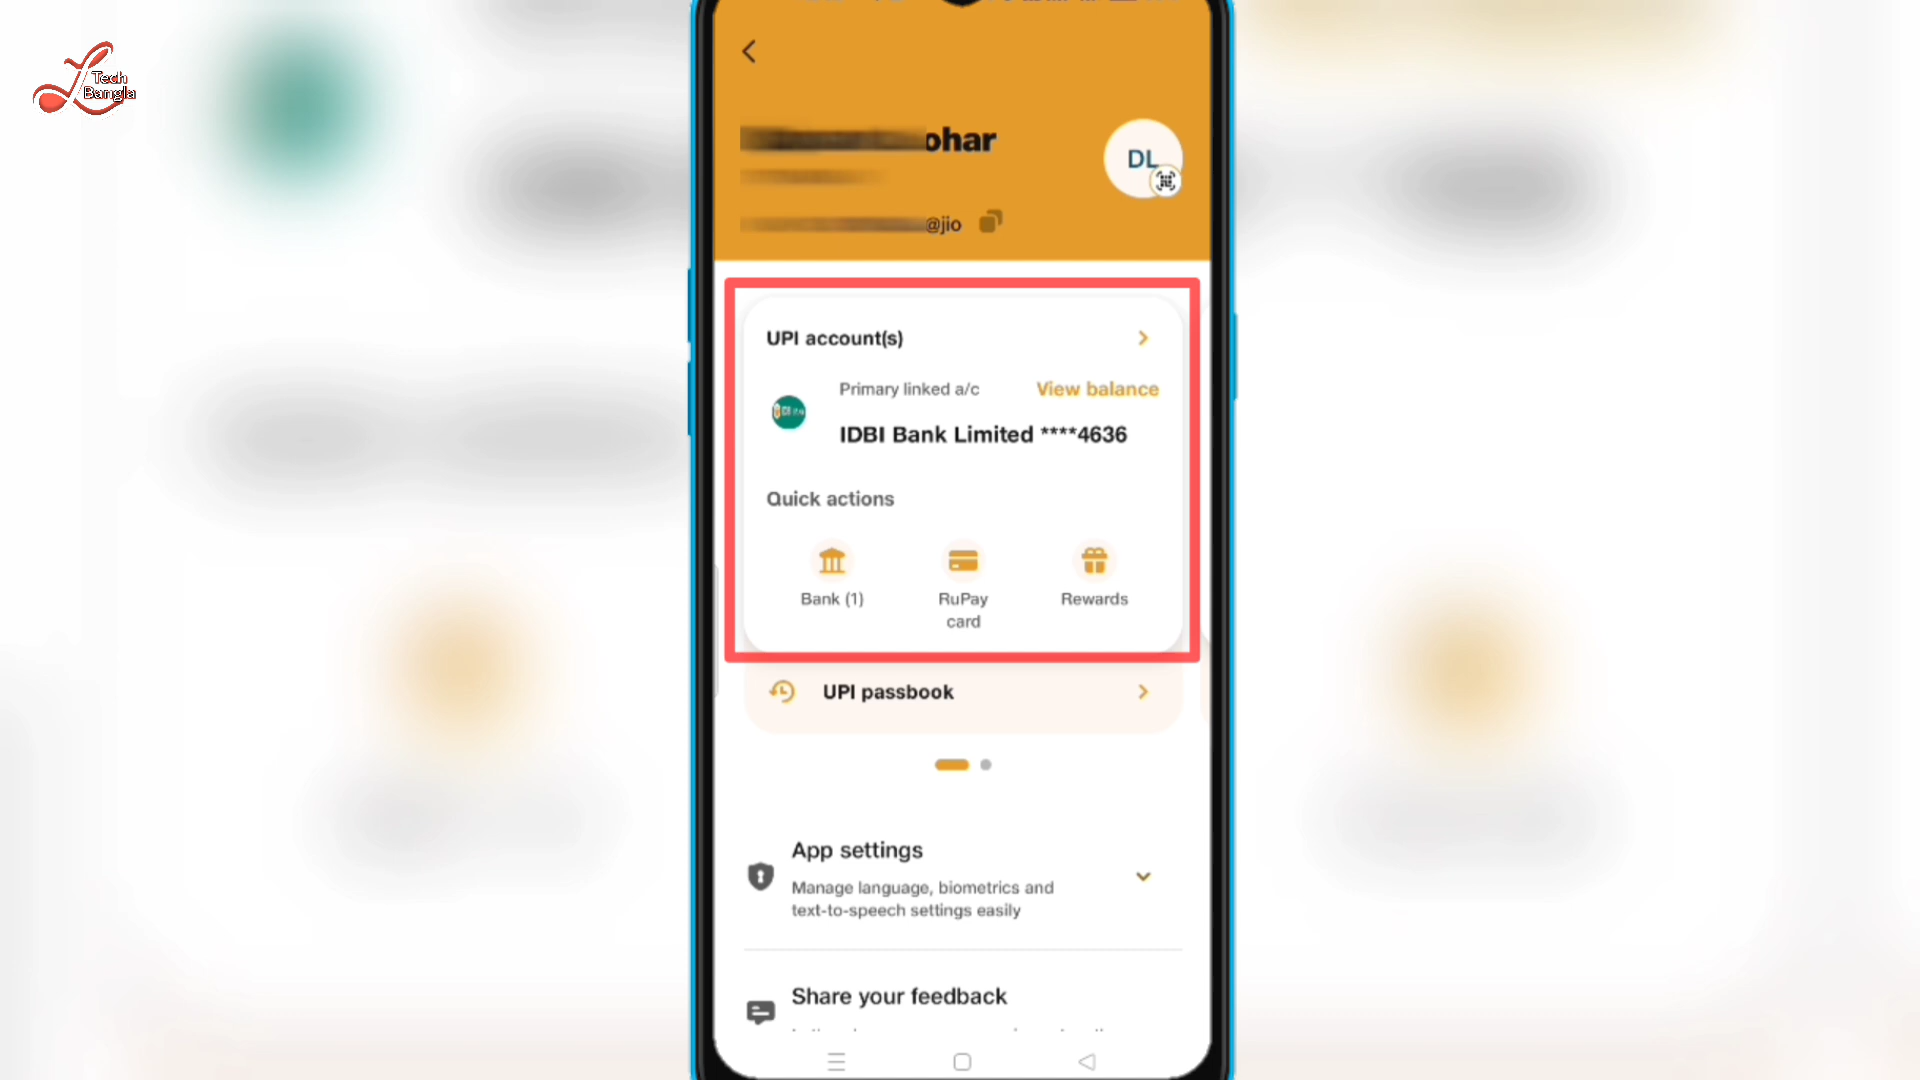 Tech
Bangla
ohar
DL
@jio
UPI account(s)
Primary linked a/c
View balance
IDBI Bank Limited ****4636
Quick actions
Bank (1)
RuPay
card
Rewards
UPI passbook
App settings
Manage language, biometrics and
text-to-speech settings easily
Share your feedback